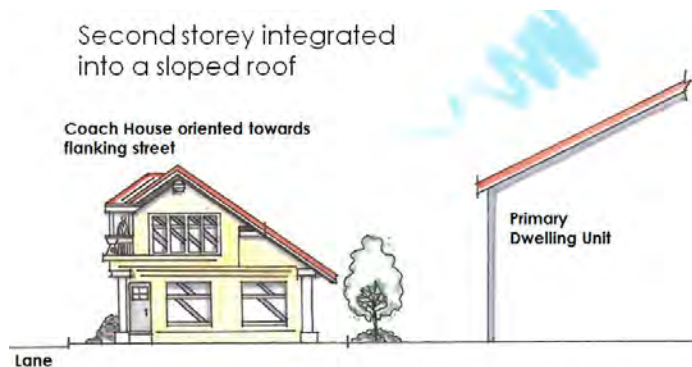 Second storey integrated
into a sloped roof
Coach House oriented towards
flanking street
Primary
Dwelling Unit
Lane